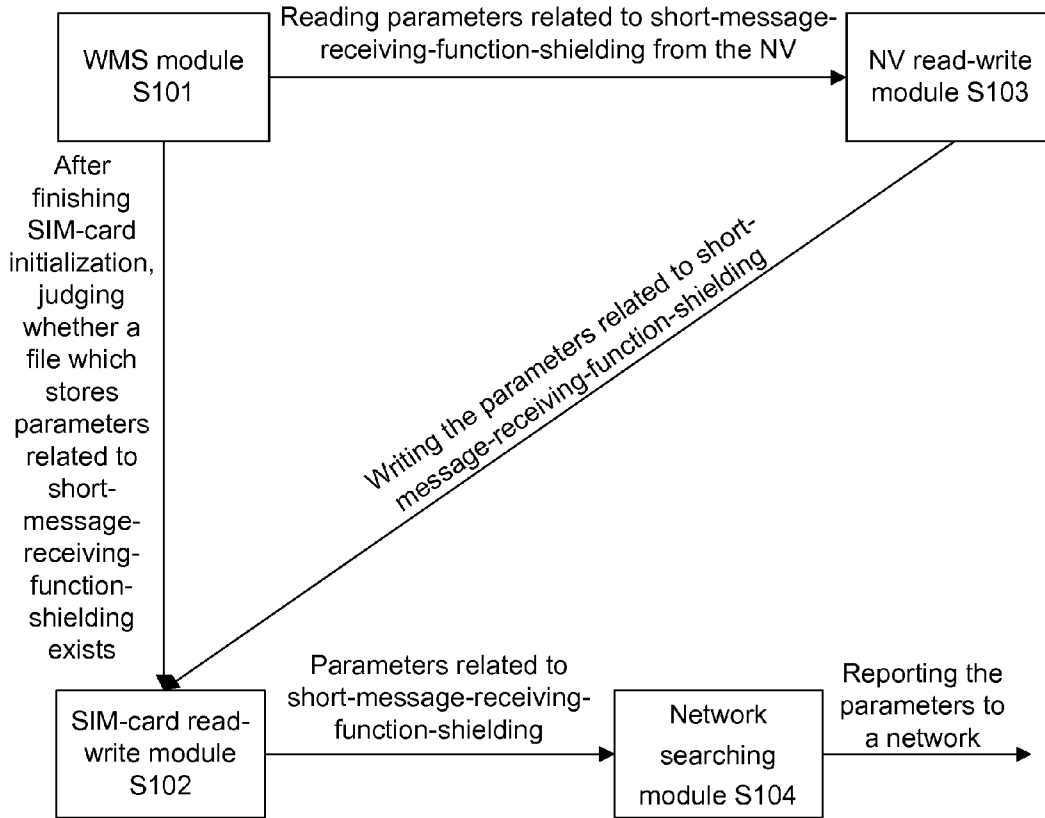 Reading parameters related to short-message-
receiving-function-shielding from the NV
WMS module
S101
NV read-write
module S103
After
finishing
SIM-card
initialization,
judging
whether a
file which
stores
parameters
related to
short-
message-
receiving-
function-
shielding
exists
Writing the parameters related to short-
message-receiving-function-shielding
SIM-card read-
write module
S102
Parameters related to
short-message-receiving-
function-shielding
Network
searching
module S104
Reporting the
parameters to
a network